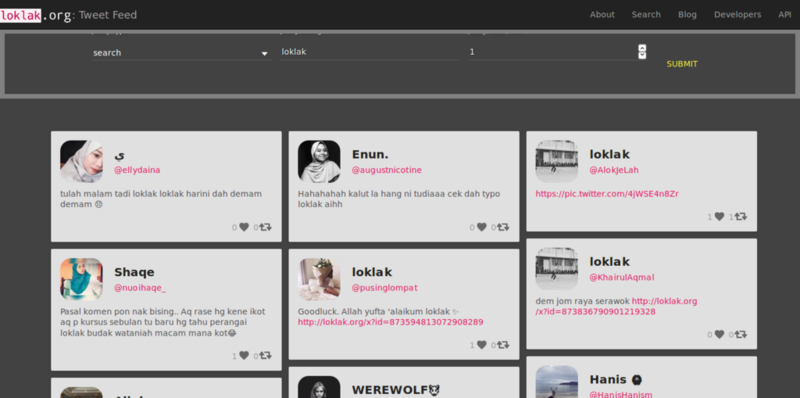 loklak.org: Tweet Feed
About Search Blog Developers API
search
loklak
1
SUBMIT
ي
@ellydaina
tulah malam tadi loklak loklak harini dah demam
demam 😞
0 0
Enun.
@augustnicotine
Hahahahah kalut la hang ni tudiaaa cek dah typo
loklak aihh
0 0
loklak
@AlokJeLah
https://pic.twitter.com/4jWSE4n8Zr
1 1
Shaqe
@nuoihaqe_
Pasal komen pon nak bising.. Aq rase hg kene ikot
aq p kursus sebulan tu baru hg tahu perangai
loklak budak wataniah macam mana kot😂
1 0
loklak
@pusinglompat
Goodluck. Allah yufta 'alaikum loklak ✨
http://loklak.org/x?id=873594813072908289
1 0
loklak
@KhairulAqmal
dem jom raya serawok http://loklak.org
/x?id=873836790901219328
0 0
WEREWOLF🐺
Hanis
@HanisHanism